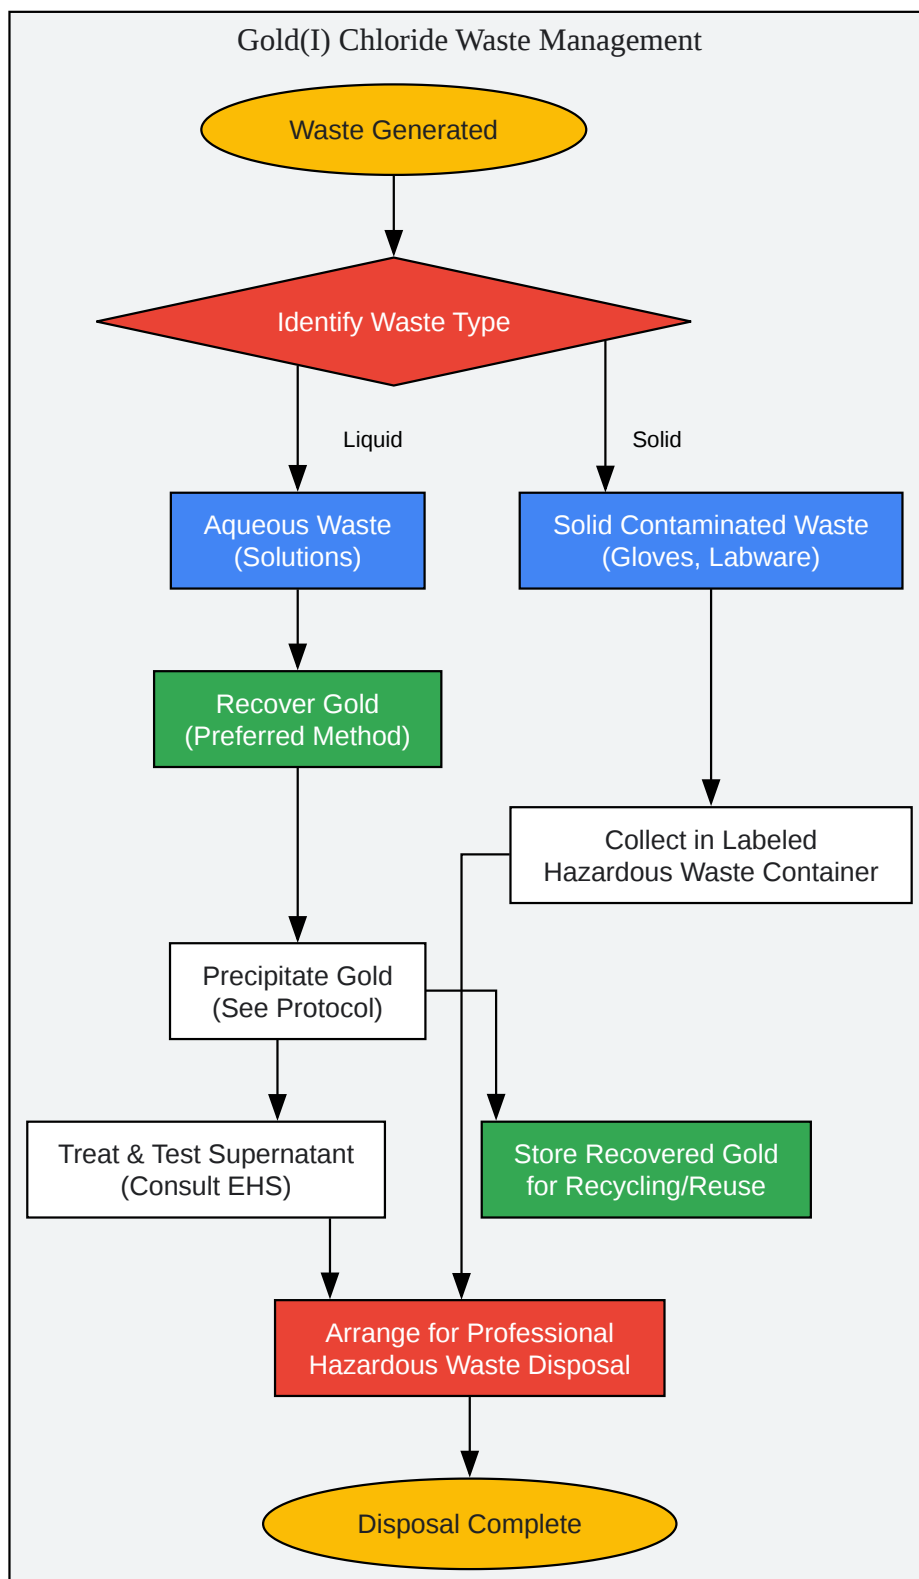 Gold(I) Chloride Waste Management
Waste Generated
Identify Waste Type
Liquid
Solid
Aqueous Waste
(Solutions)
Solid Contaminated Waste
(Gloves, Labware)
Recover Gold
(Preferred Method)
Collect in Labeled
Hazardous Waste Container
Precipitate Gold
(See Protocol)
Treat & Test Supernatant
(Consult EHS)
Store Recovered Gold
for Recycling/Reuse
Arrange for Professional
Hazardous Waste Disposal
Disposal Complete